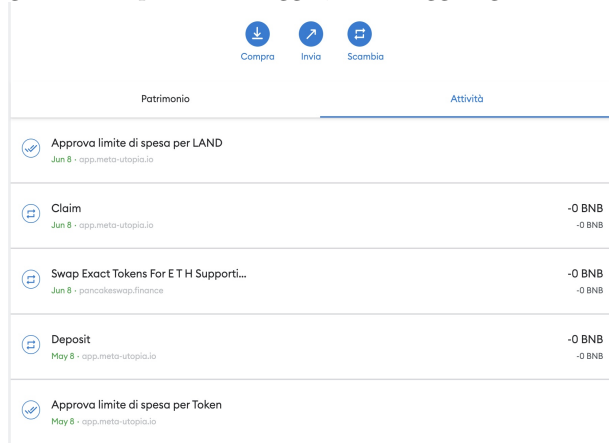 Compra Invia Scambia
Patrimonio Attività
Approva limite di spesa per LAND
Jun 8 · app.meta-utopia.io
Claim -0 BNB
Jun 8 · app.meta-utopia.io -0 BNB
Swap Exact Tokens For E T H Supporti... -0 BNB
Jun 8 · pancakeswap.finance -0 BNB
Deposit -0 BNB
May 8 · app.meta-utopia.io -0 BNB
Approva limite di spesa per Token
May 8 · app.meta-utopia.io